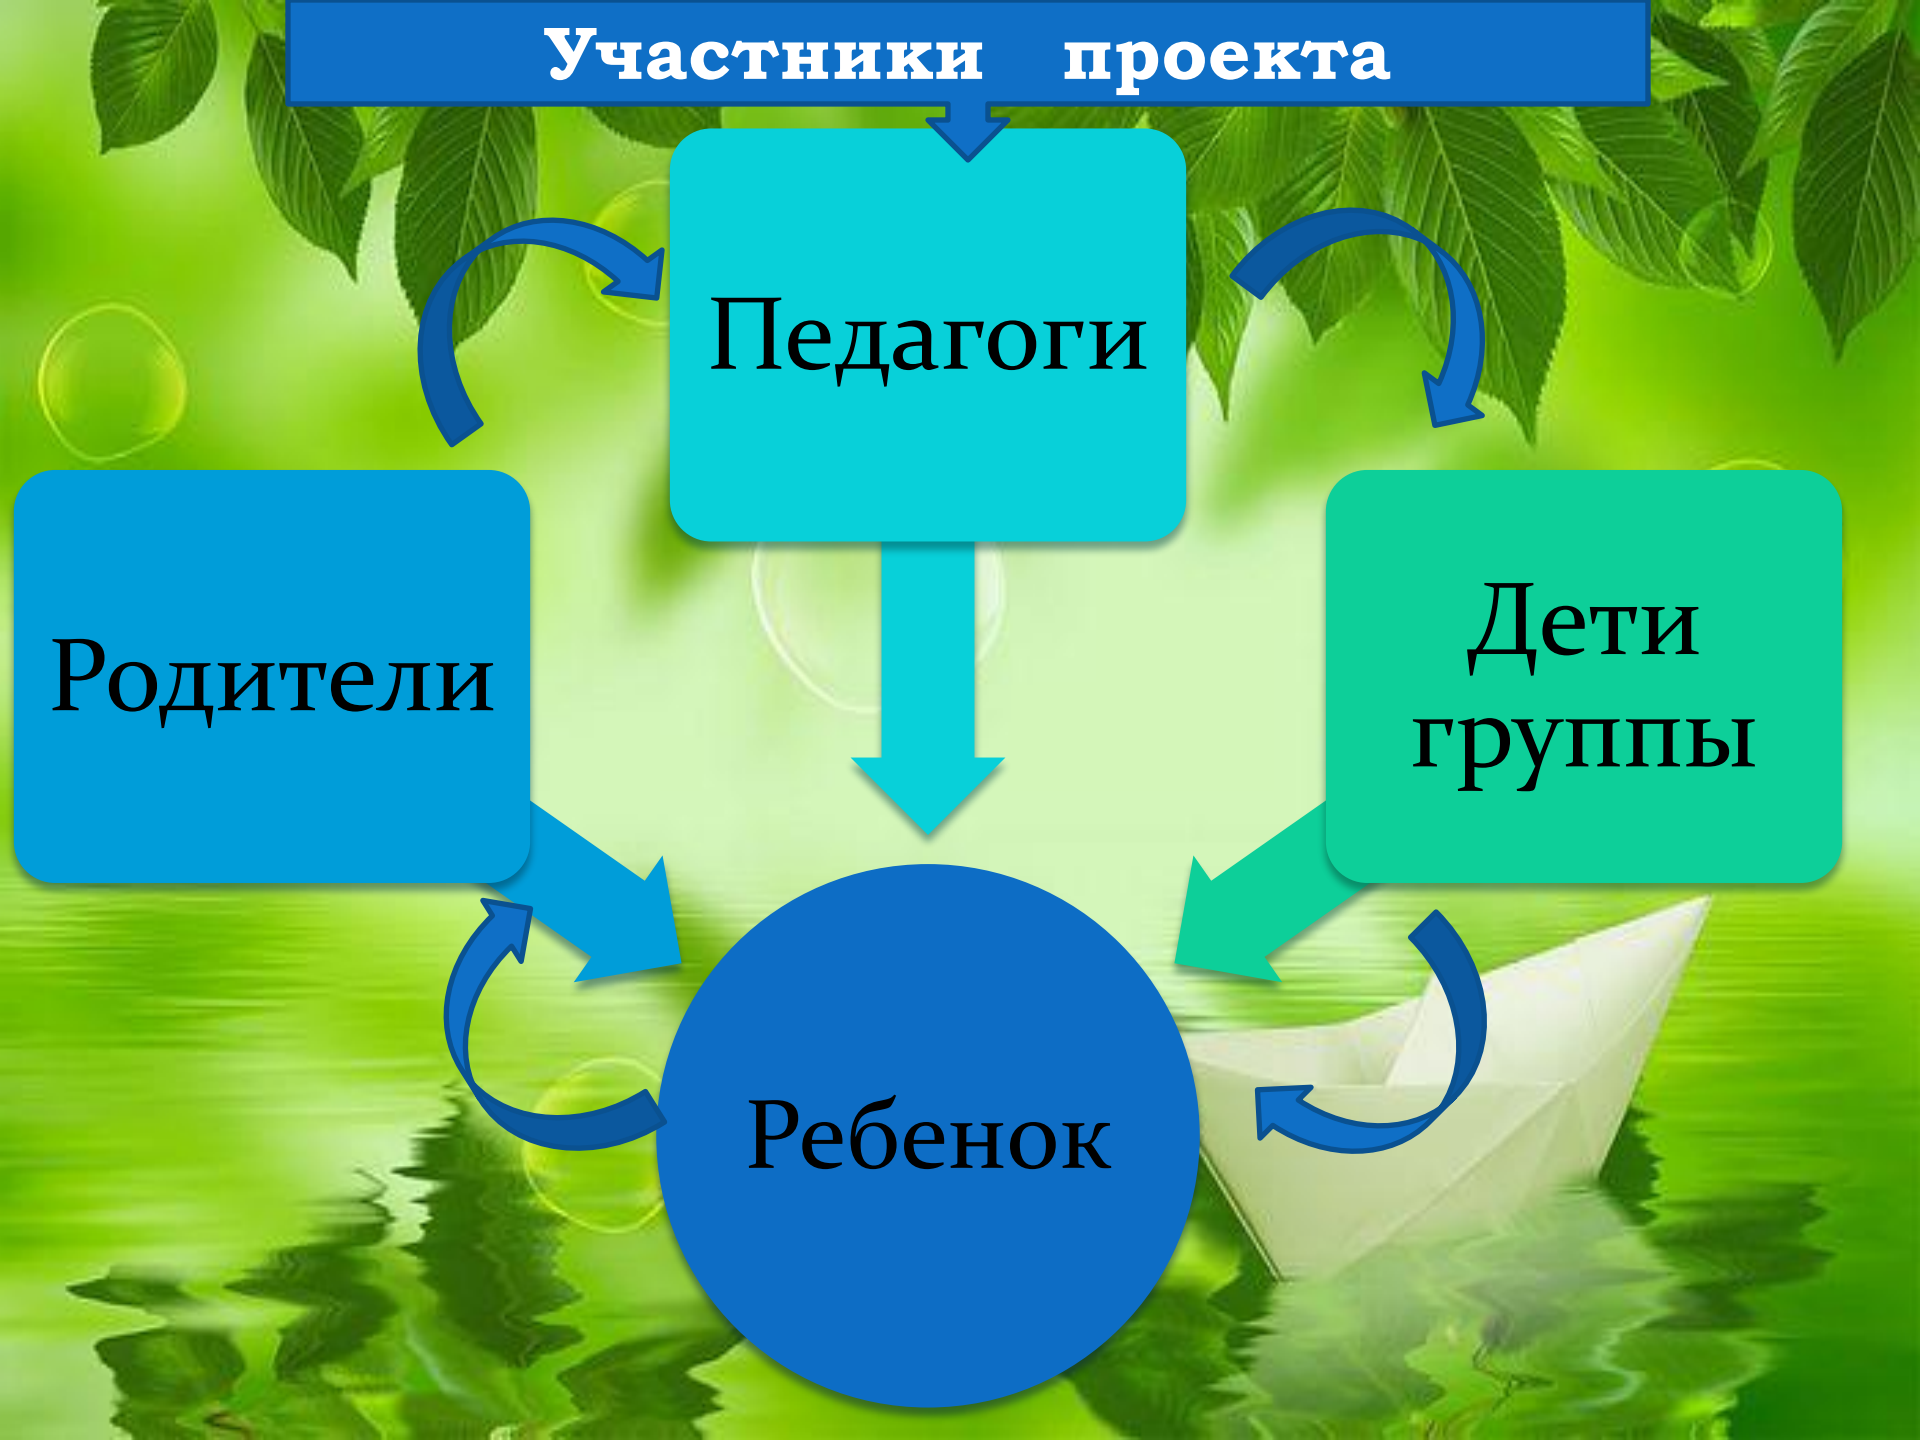 Участники проекта
Педагоги
Родители
Дети
группы
Ребенок